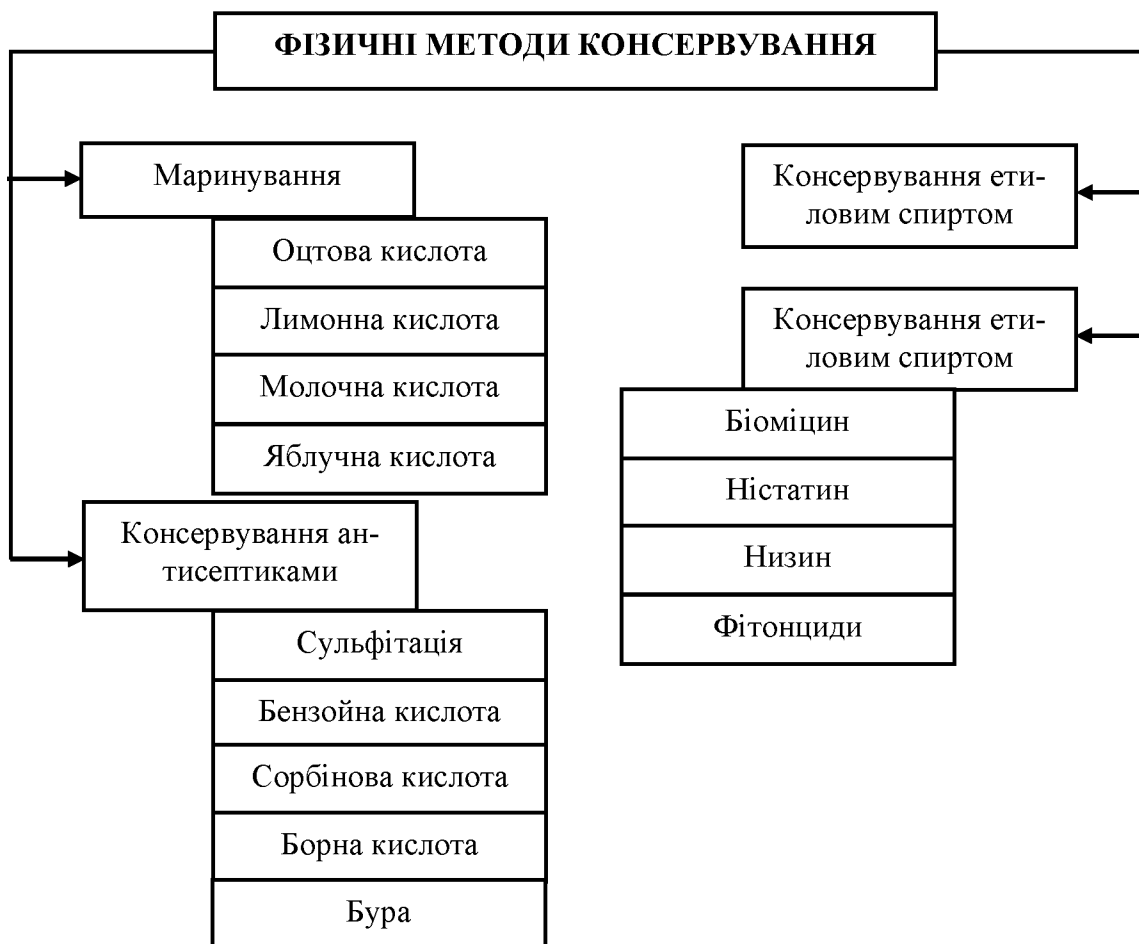 ФІЗИЧНІ МЕТОДИ КОНСЕРВУВАННЯ
Маринування
Оцтова кислота
Лимонна кислота
Молочна кислота
Яблучна кислота
Консервування ан-
тисептиками
Сульфітація
Бензойна кислота
Сорбінова кислота
Борна кислота
Бура
Консервування ети-
ловим спиртом
Консервування ети-
ловим спиртом
Біоміцин
Ністатин
Низин
Фітонциди